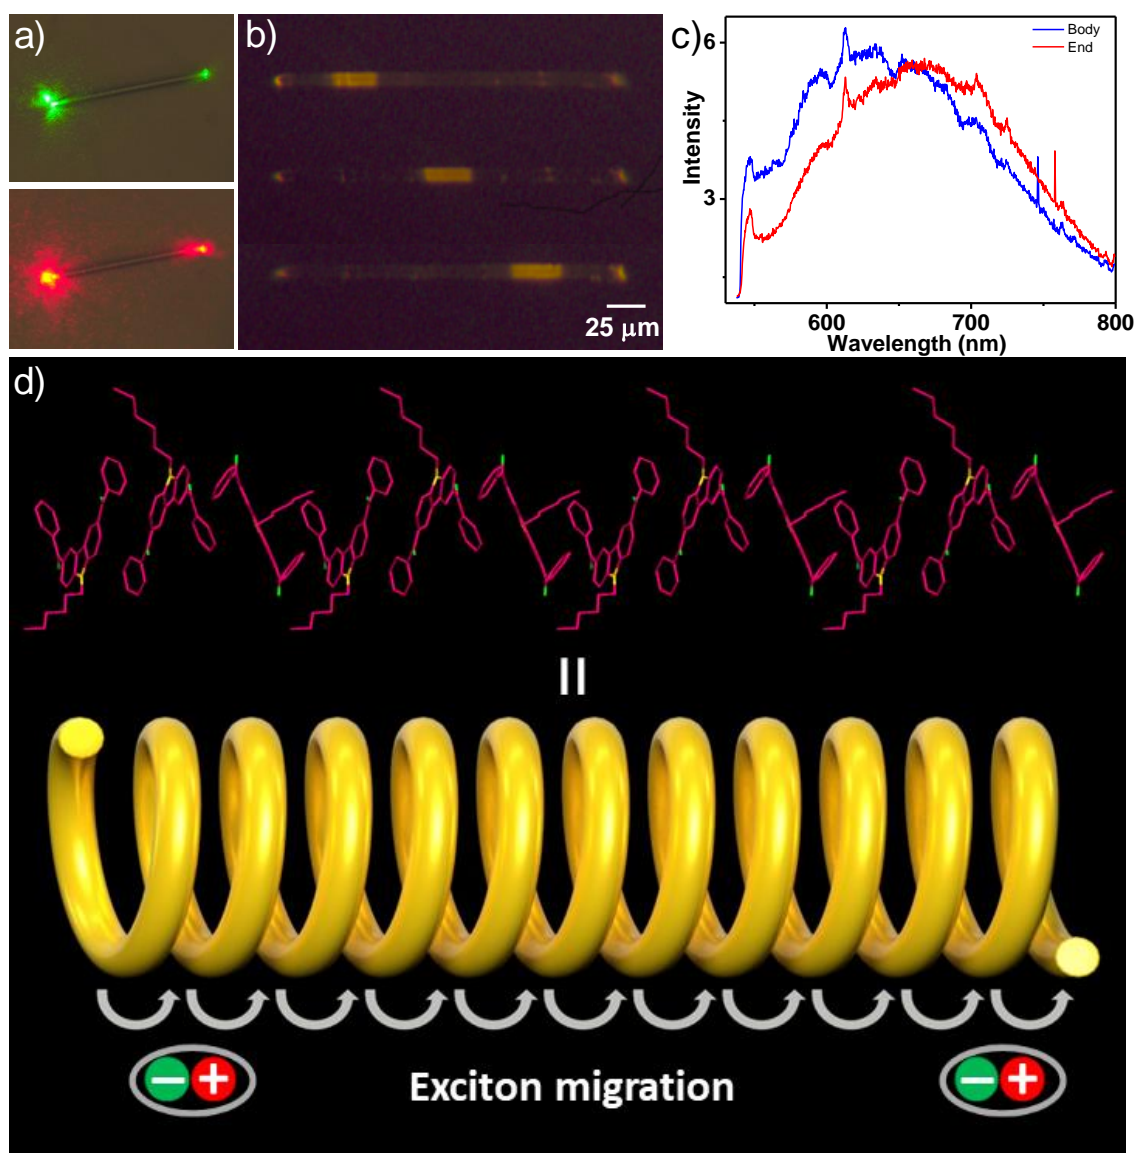 a)
b)
25 μm
c)
Body
End
6
3
Intensity
600
700
800
Wavelength (nm)
d)
=
− +
Exciton migration
− +